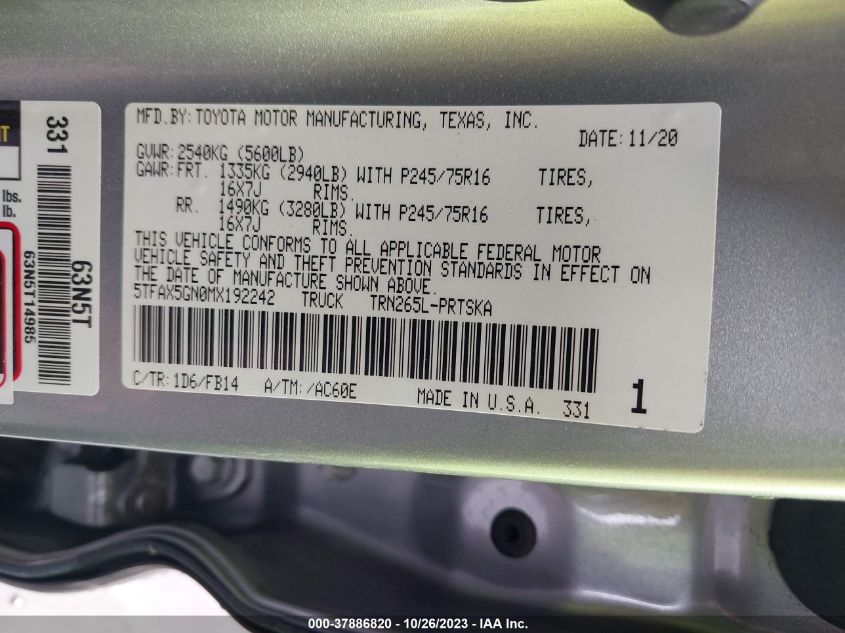 MFD.BY:TOYOTA MOTOR MANUFACTURING, TEXAS, INC.
DATE:11/20
GVWR:2540KG (5600LB)
GAWR:FRT. 1335KG (2940LB) WITH P245/75R16 TIRES,
16X7J RIMS.
RR. 1490KG (3280LB) WITH P245/75R16 TIRES,
16X7J RIMS.
THIS VEHICLE CONFORMS TO ALL APPLICABLE FEDERAL MOTOR
VEHICLE SAFETY AND THEFT PREVENTION STANDARDS IN EFFECT ON
THE DATE OF MANUFACTURE SHOWN ABOVE.
5TFAX5GN0MX192242 TRUCK TRN265L-PRTSKA
C/TR:1D6/FB14 A/TM:/AC60E MADE IN U.S.A. 331 1
331
63N5T
63N5T14985
lbs.
lb.
000-37886820 - 10/26/2023 - IAA Inc.